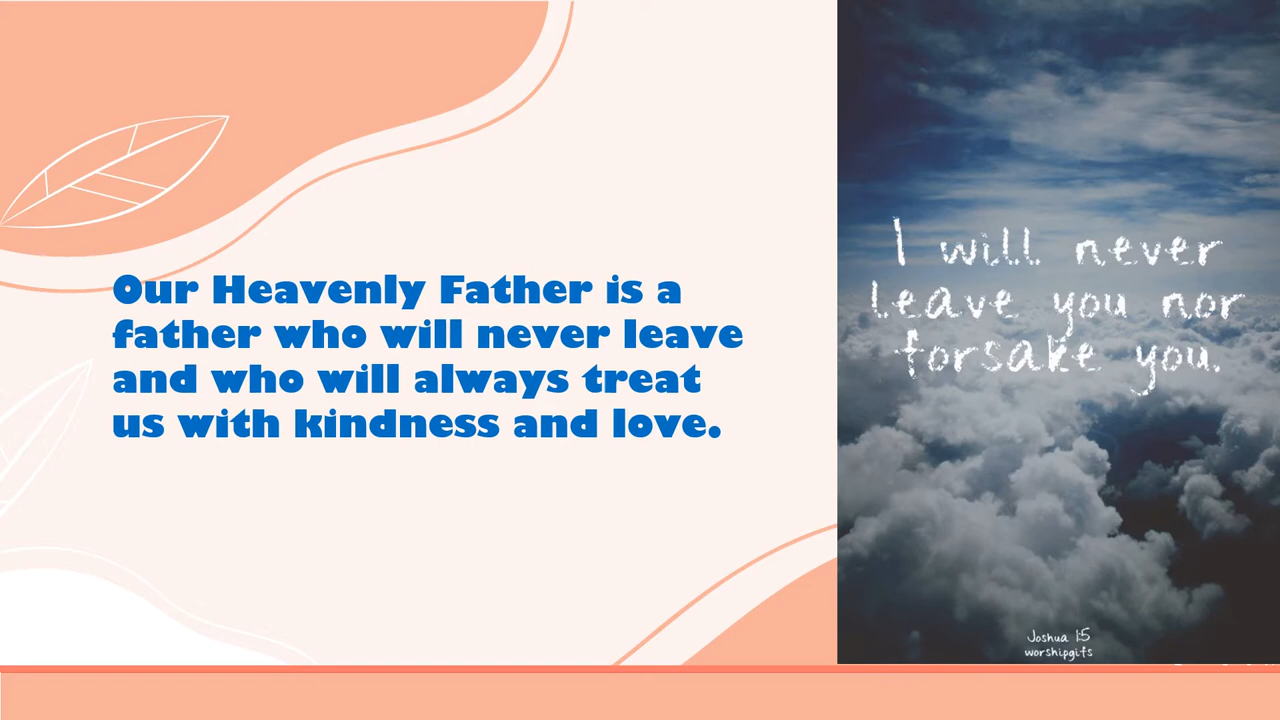 Our Heavenly Father is a
father who will never leave
and who will always treat
us with kindness and love.
I will never
leave you nor
forsake you.
Joshua 1:5
worshipgifts